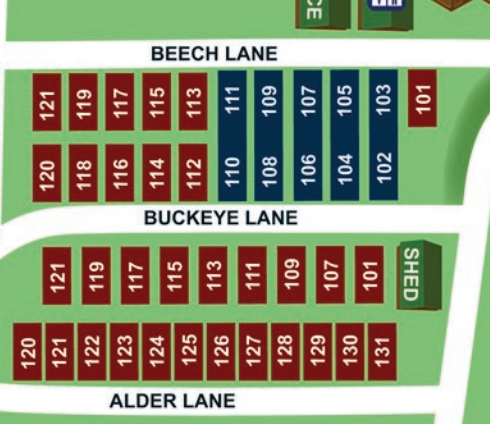 CE
BEECH LANE
121 119 117 115 113 111 109 107 105 103 101
120 118 116 114 112 110 108 106 104 102
BUCKEYE LANE
121 119 117 115 113 111 109 107 101 SHED
120 121 122 123 124 125 126 127 128 129 130 131
ALDER LANE